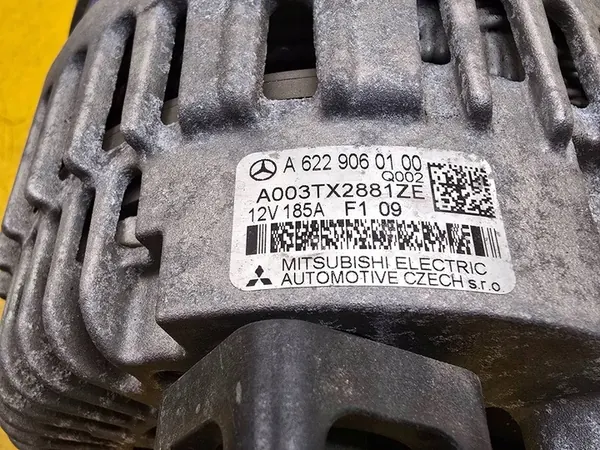 A 622 906 01 00
Q002
A003TX2881ZE
12V 185A F1 09
MITSUBISHI ELECTRIC
AUTOMOTIVE CZECH s.r.o